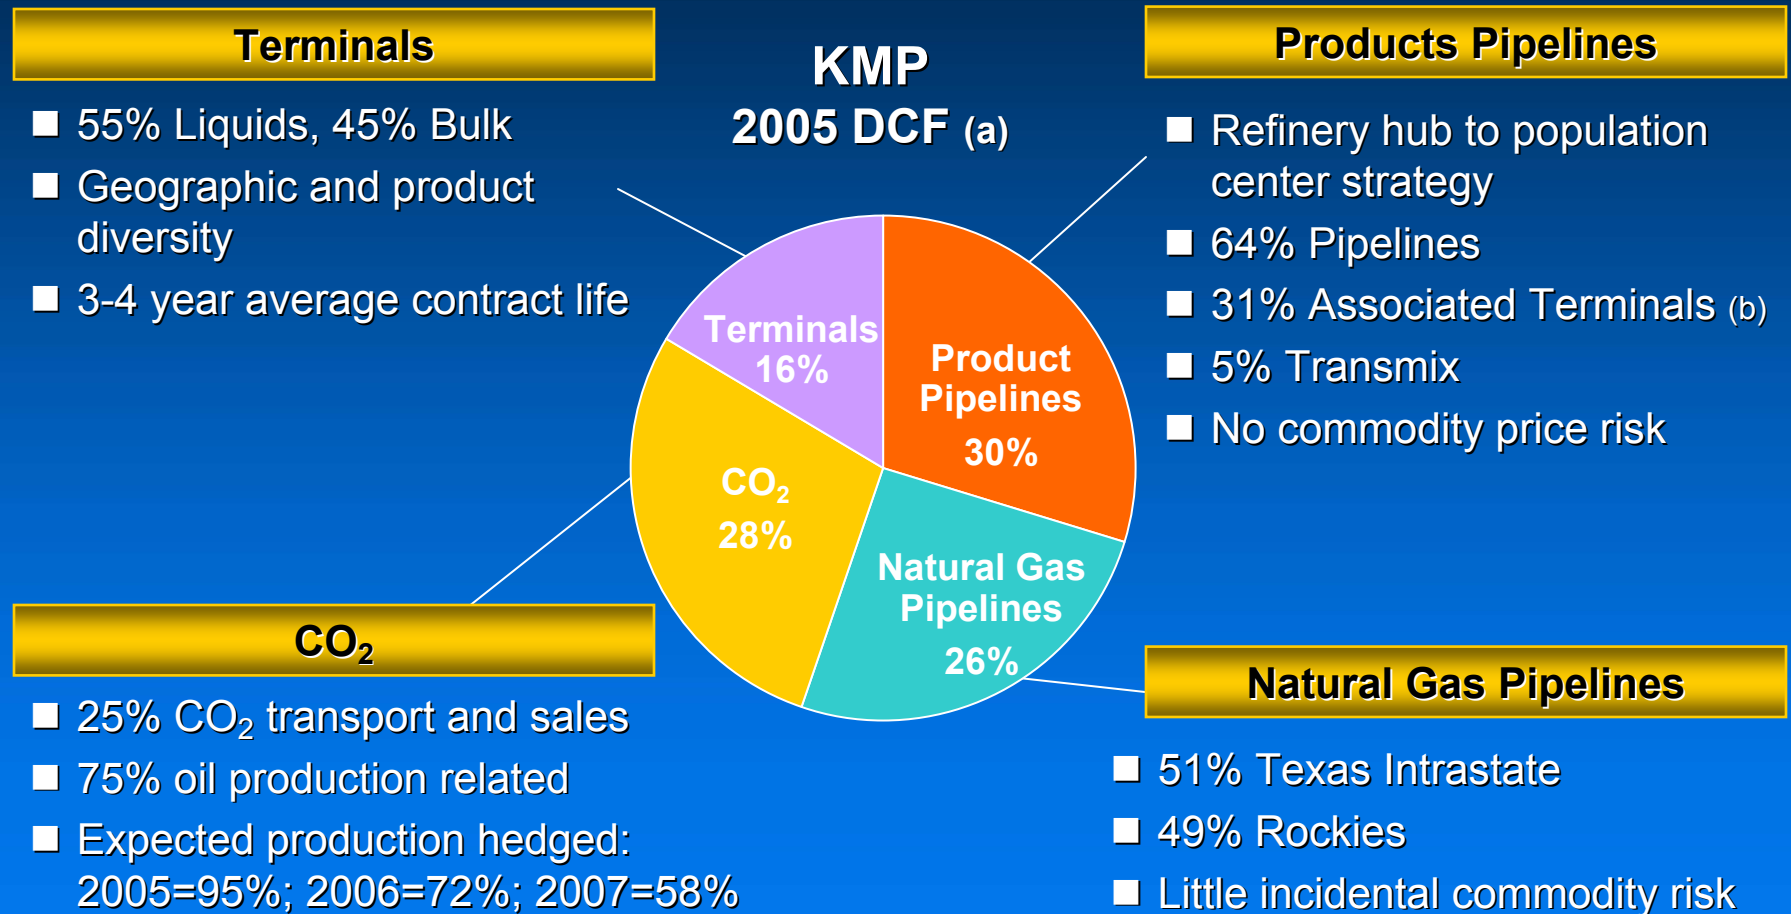 KMP
2005 DCF (a)
Terminals
■ 55% Liquids, 45% Bulk
■ Geographic and product
diversity
■ 3-4 year average contract life
Products Pipelines
■ Refinery hub to population
center strategy
■ 64% Pipelines
■ 31% Associated Terminals (b)
■ 5% Transmix
■ No commodity price risk
Terminals
16%
Product
Pipelines
30%
CO₂
28%
Natural Gas
Pipelines
26%
CO₂
■ 25% CO₂ transport and sales
■ 75% oil production related
■ Expected production hedged:
2005=95%; 2006=72%; 2007=58%
Natural Gas Pipelines
■ 51% Texas Intrastate
■ 49% Rockies
■ Little incidental commodity risk